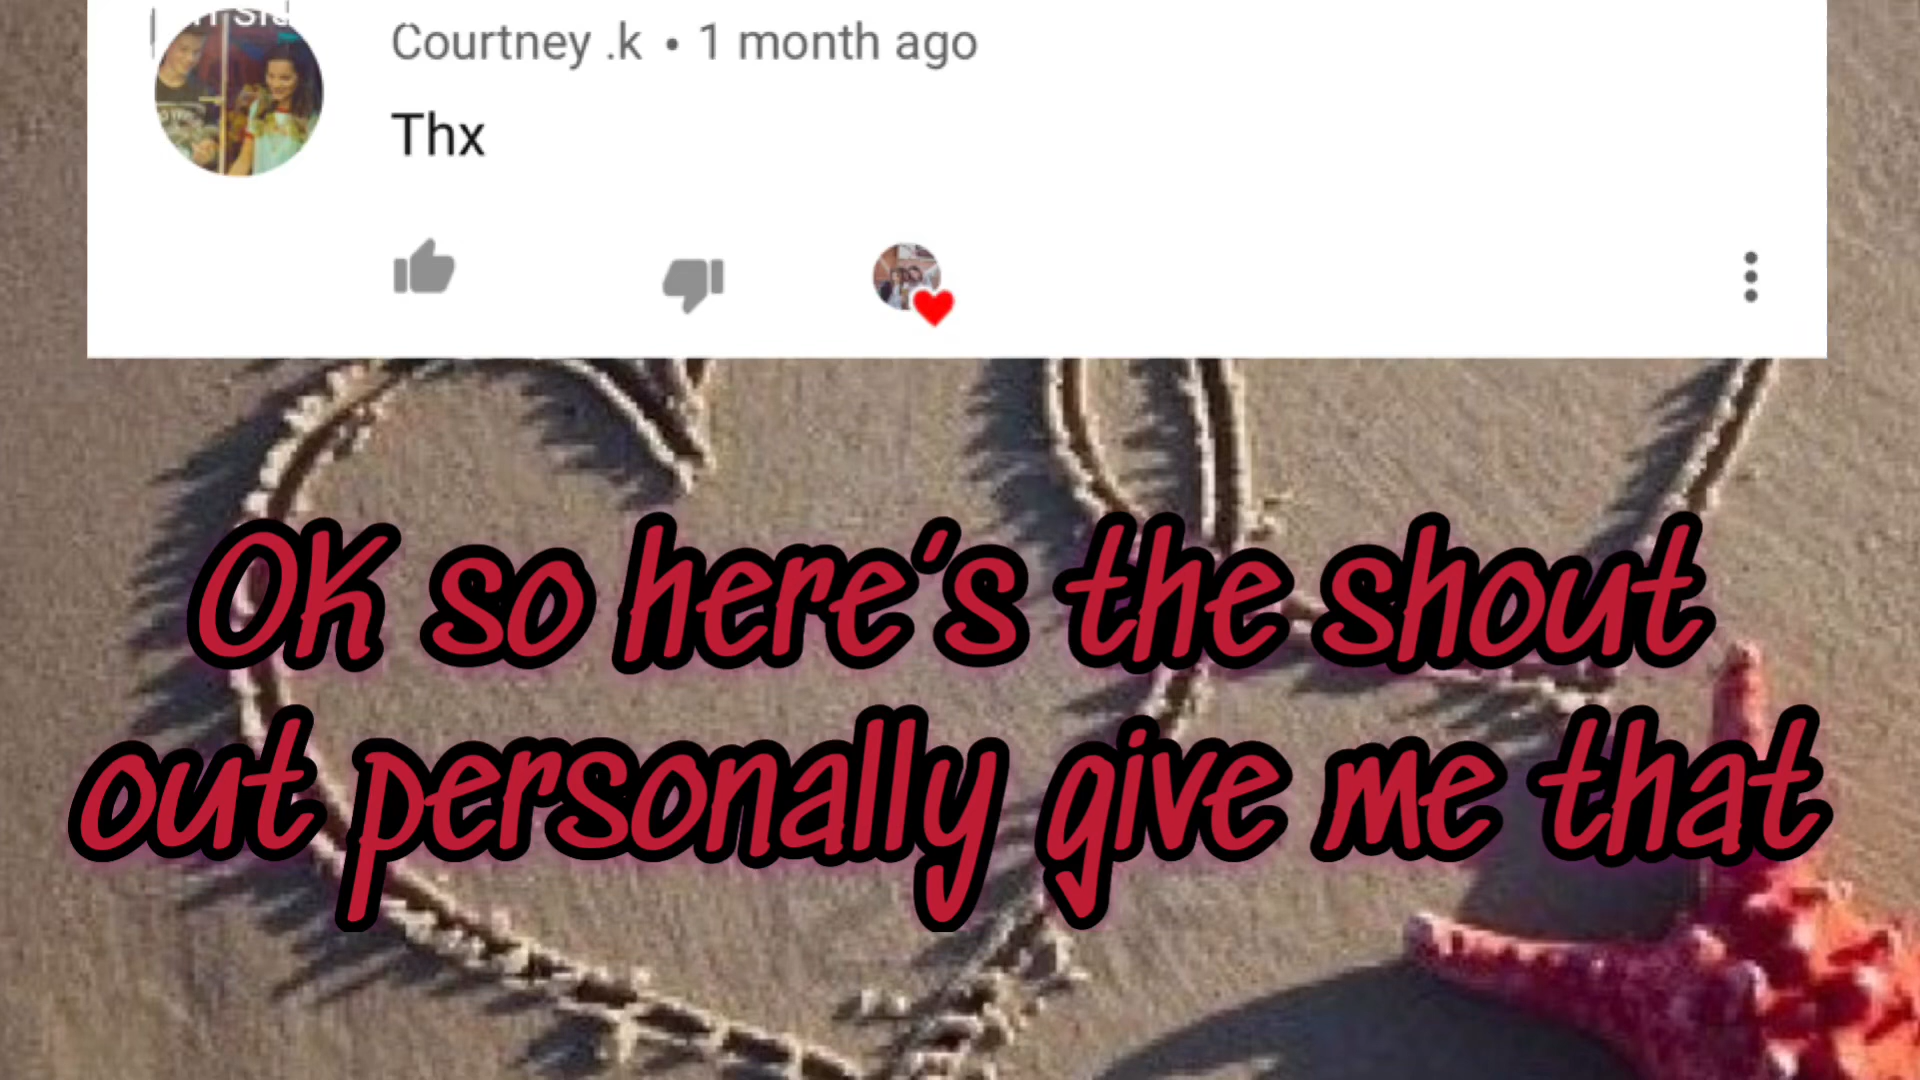 Courtney .k • 1 month ago
Thx
OK so here's the shout
out personally give me that